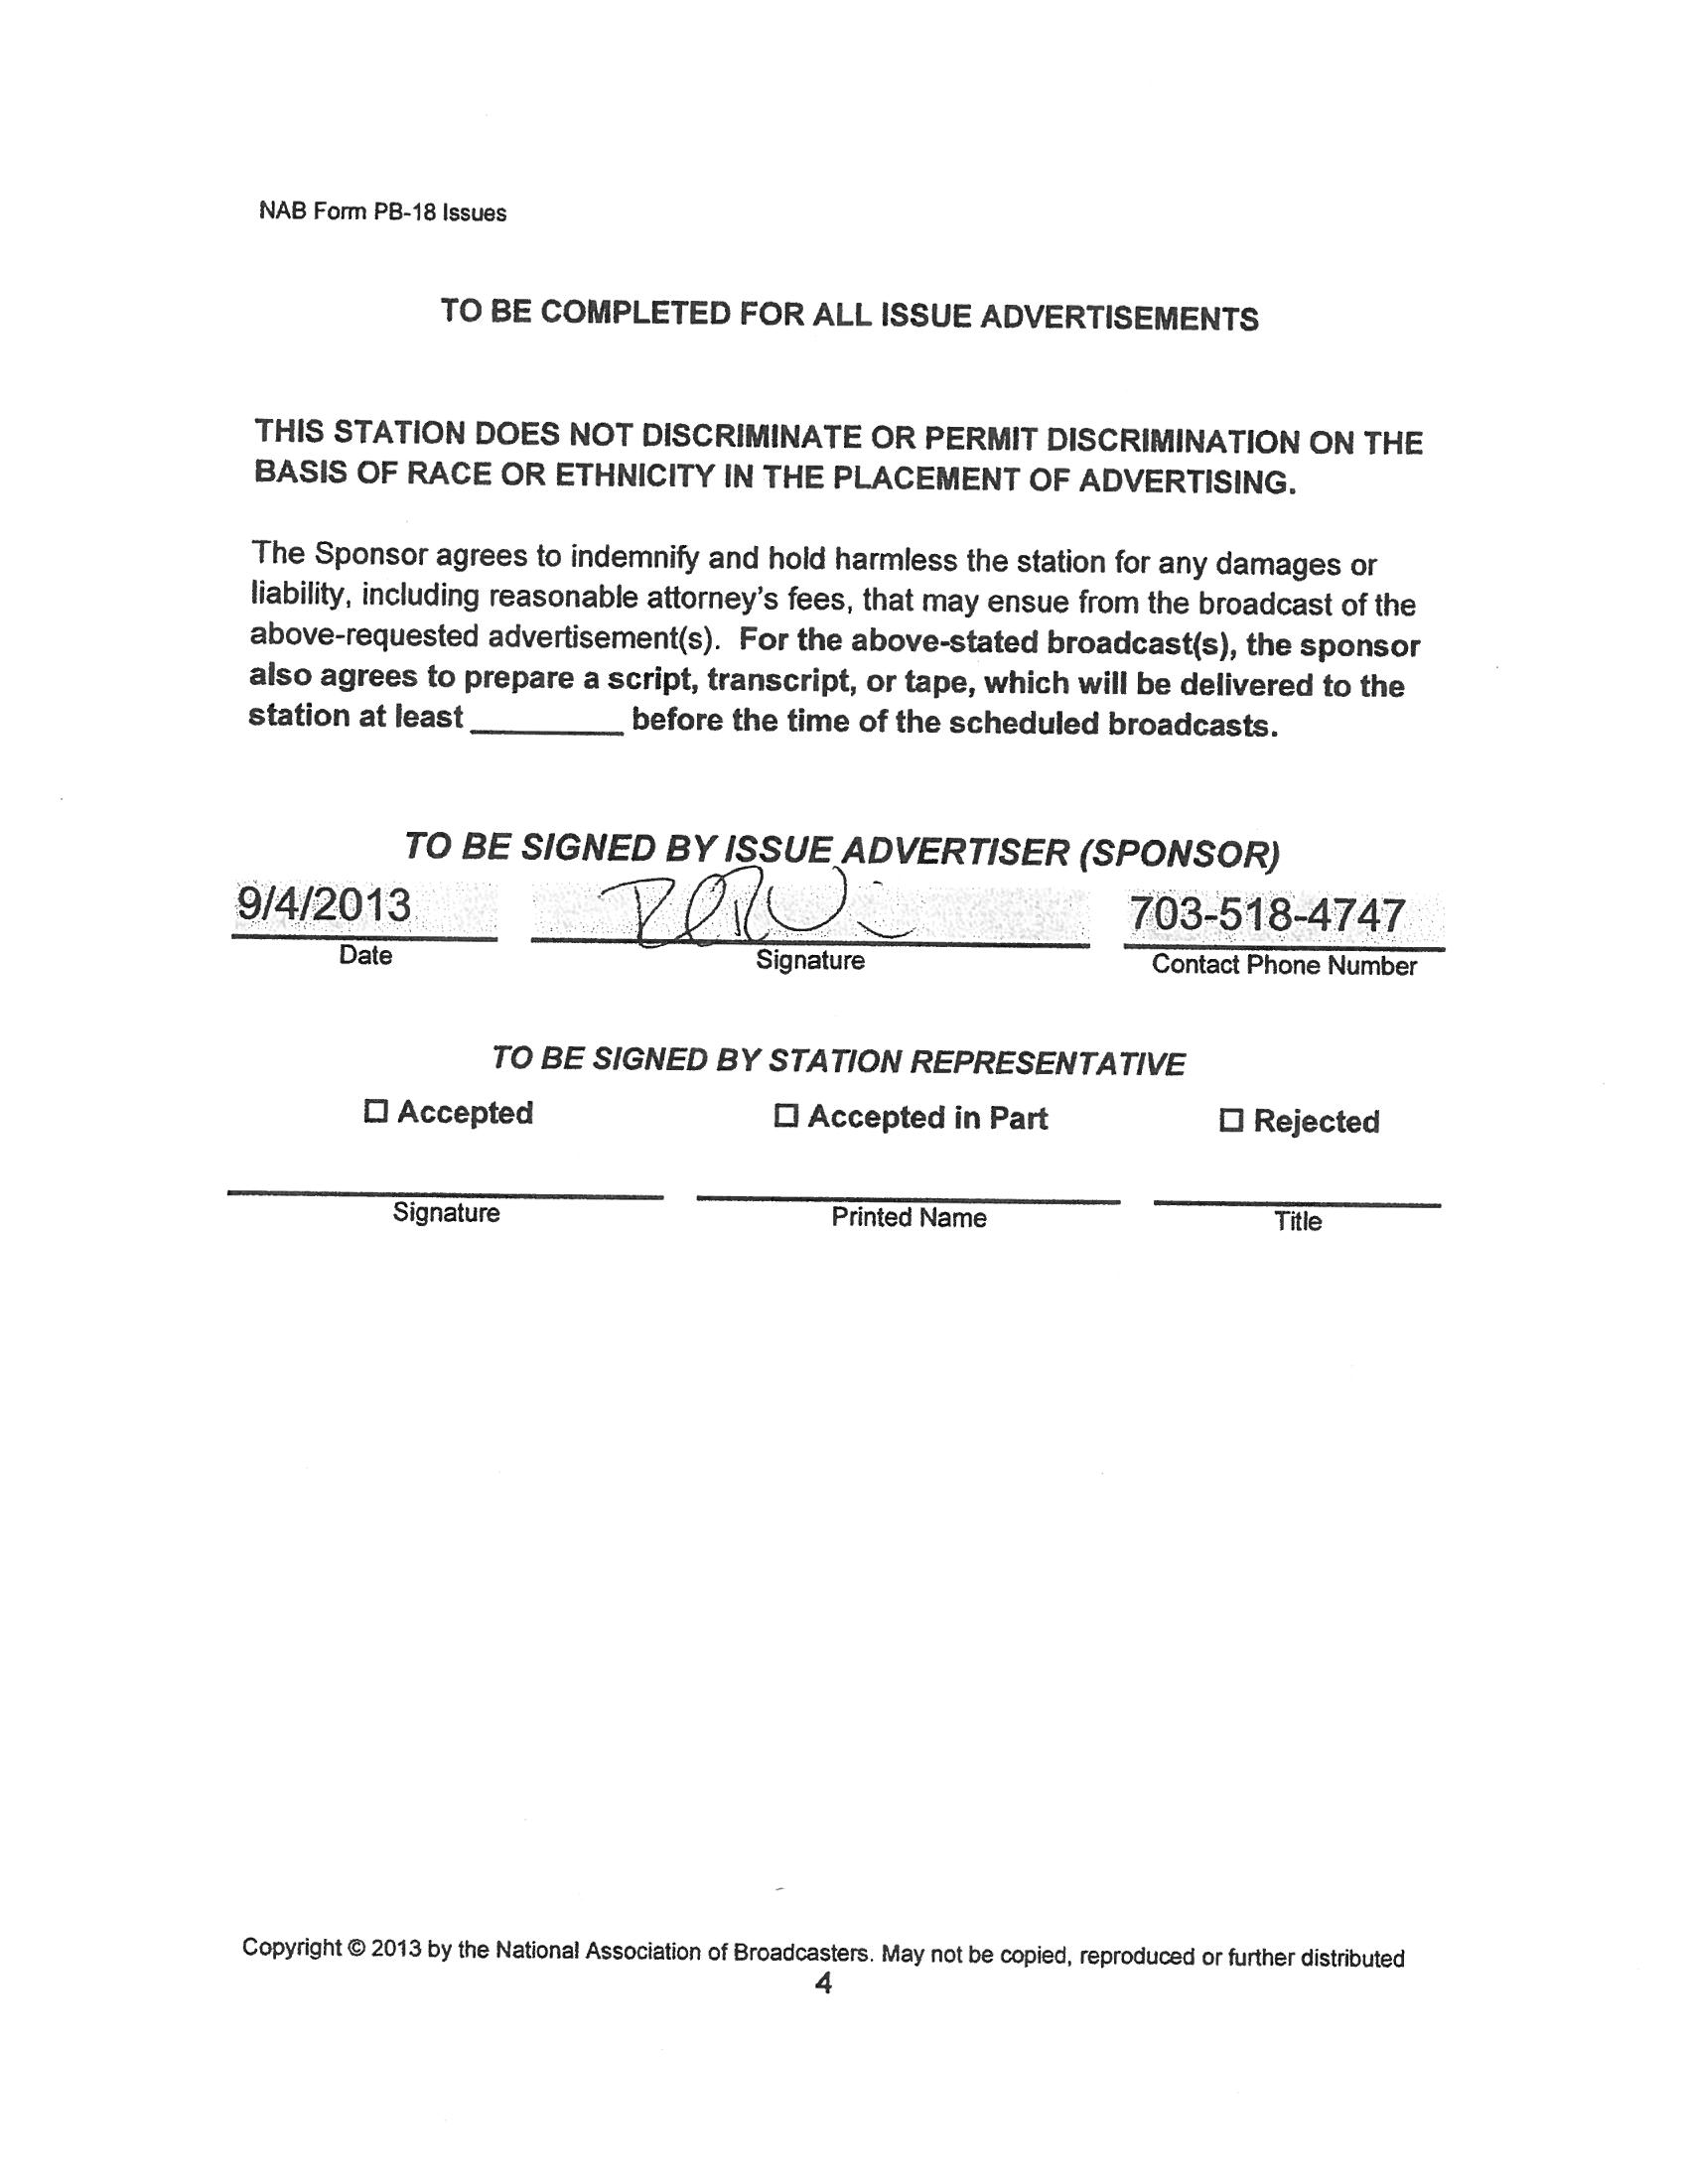 NAB Form PB-18 Issues
TO BE COMPLETED FOR ALL ISSUE ADVERTISEMENTS
THIS STATION DOES NOT DISCRIMINATE OR PERMIT DISCRIMINATION ON THE
BASIS OF RACE OR ETHNICITY IN THE PLACEMENT OF ADVERTISING.
The Sponsor agrees to indemnify and hold harmless the station for any damages or
liability, including reasonable attorney's fees, that may ensue from the broadcast of the
above-requested advertisement(s). For the above-stated broadcast(s), the sponsor
also agrees to prepare a script, transcript, or tape, which will be delivered to the
station at least _________ before the time of the scheduled broadcasts.
TO BE SIGNED BY ISSUE ADVERTISER (SPONSOR)
9/4/2013 703-518-4747
Date Signature Contact Phone Number
TO BE SIGNED BY STATION REPRESENTATIVE
☐ Accepted ☐ Accepted in Part ☐ Rejected
Signature Printed Name Title
Copyright © 2013 by the National Association of Broadcasters. May not be copied, reproduced or further distributed
4